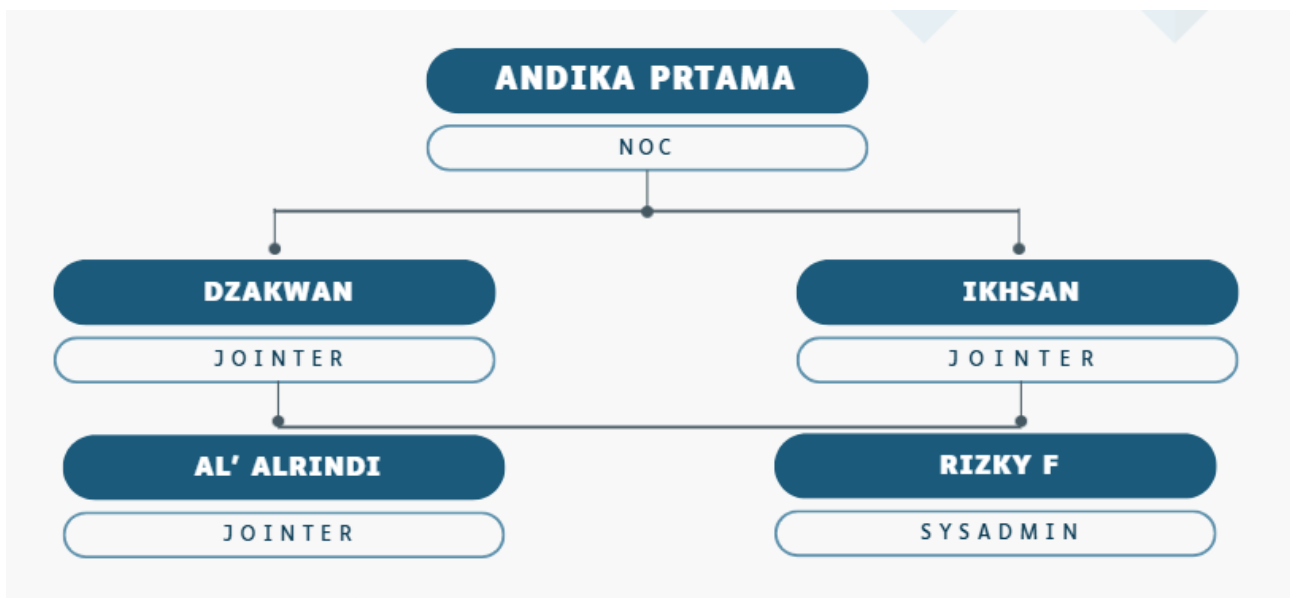 ANDIKA PRTAMA
NOC
DZAKWAN
JOINTER
IKHSAN
JOINTER
AL’ ALRINDI
JOINTER
RIZKY F
SYSADMIN